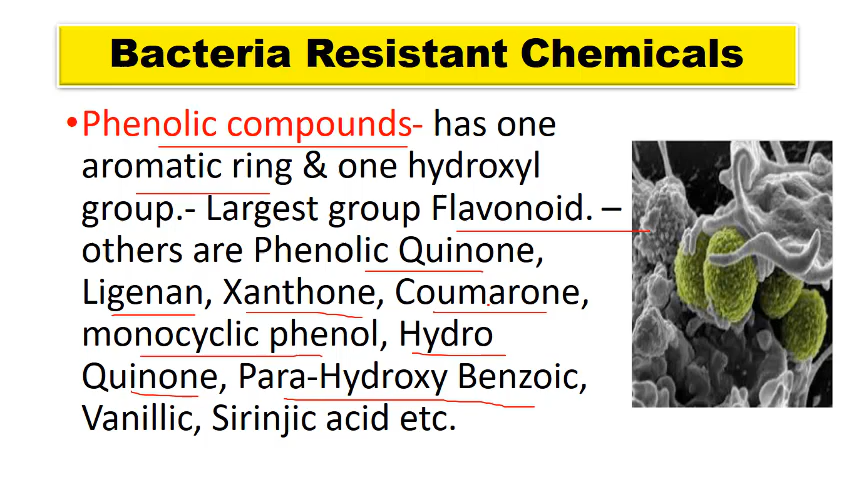 Bacteria Resistant Chemicals
•Phenolic compounds- has one
aromatic ring & one hydroxyl
group.- Largest group Flavonoid. –
others are Phenolic Quinone,
Ligenan, Xanthone, Coumarone,
monocyclic phenol, Hydro
Quinone, Para-Hydroxy Benzoic,
Vanillic, Sirinjic acid etc.